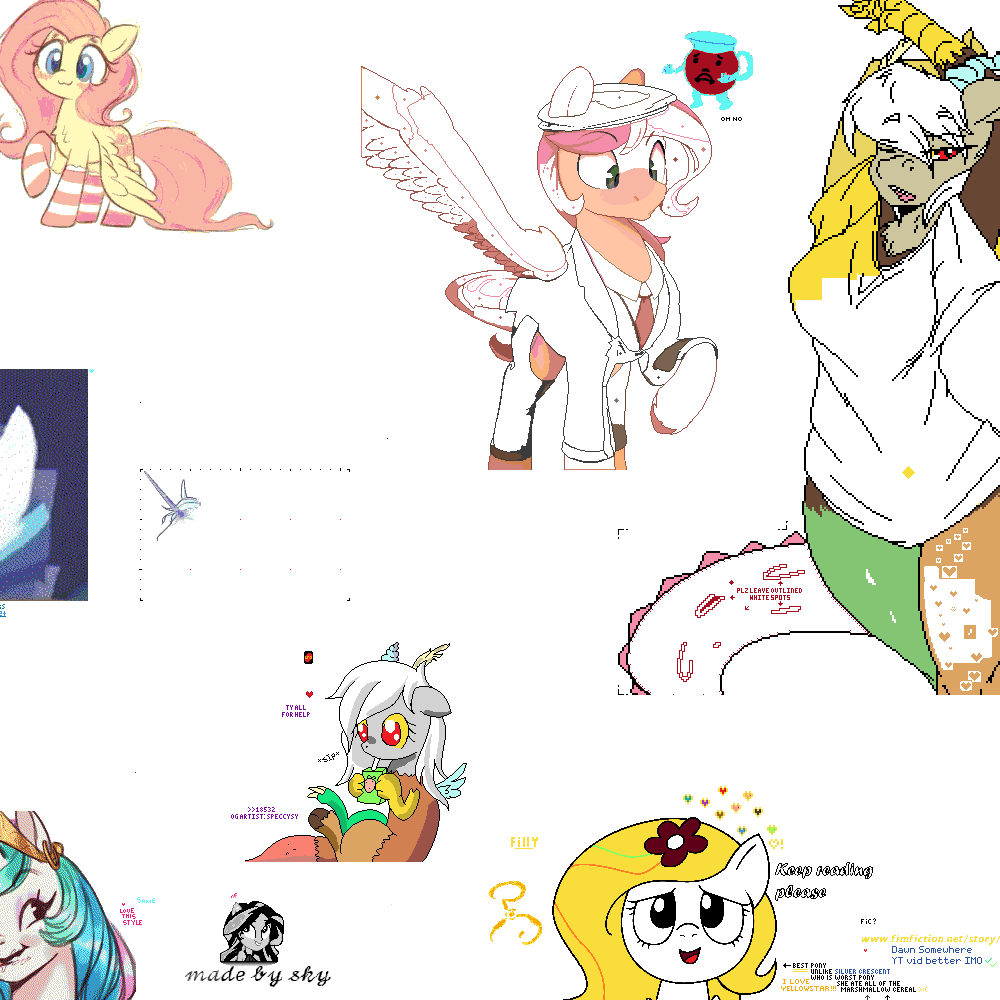 OH NO
PLZ LEAVE OUTLINED
WHITE SPOTS
TY ALL
FOR HELP
*SIP*
>>18532
OG ARTIST: SPECCYSY
FiLLY
Keep reading
please
FiC?
www.fimfiction.net/story/
Dawn Somewhere
YT vid better IMO
BEST PONY
UNLIKE SILVER CRESCENT
WHO IS WORST PONY
I LOVE
SHE ATE ALL OF THE
YELLOWSTAR!!!
MARSHMALLOW CEREAL
LOVE
THIS
STYLE
made by sky